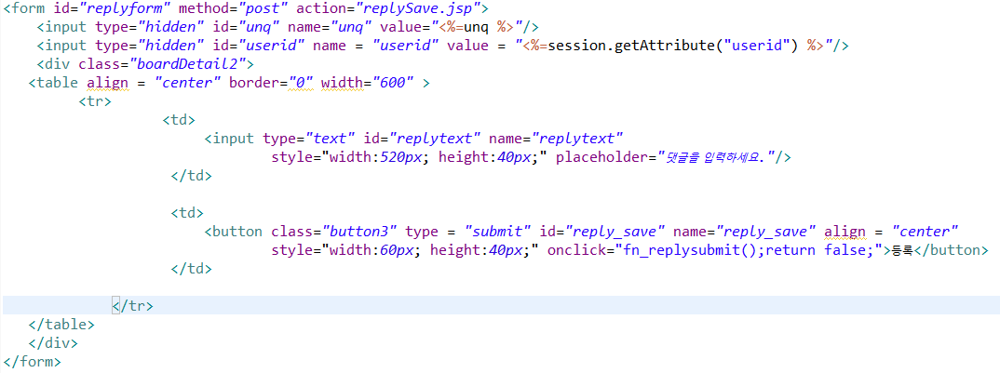 <form id="replyform" method="post" action="replySave.jsp">
<input type="hidden" id="unq" name="unq" value="<%=unq %>"/>
<input type="hidden" id="userid" name = "userid" value = "<%=session.getAttribute("userid") %>"/>
<div class="boardDetail2">
<table align = "center" border="0" width="600" >
<tr>
<td>
<input type="text" id="replytext" name="replytext"
style="width:520px; height:40px;" placeholder="댓글을 입력하세요."/>
</td>
<td>
<button class="button3" type = "submit" id="reply_save" name="reply_save" align = "center"
style="width:60px; height:40px;" onclick="fn_replysubmit();return false;">등록</button>
</td>
</tr>
</table>
</div>
</form>